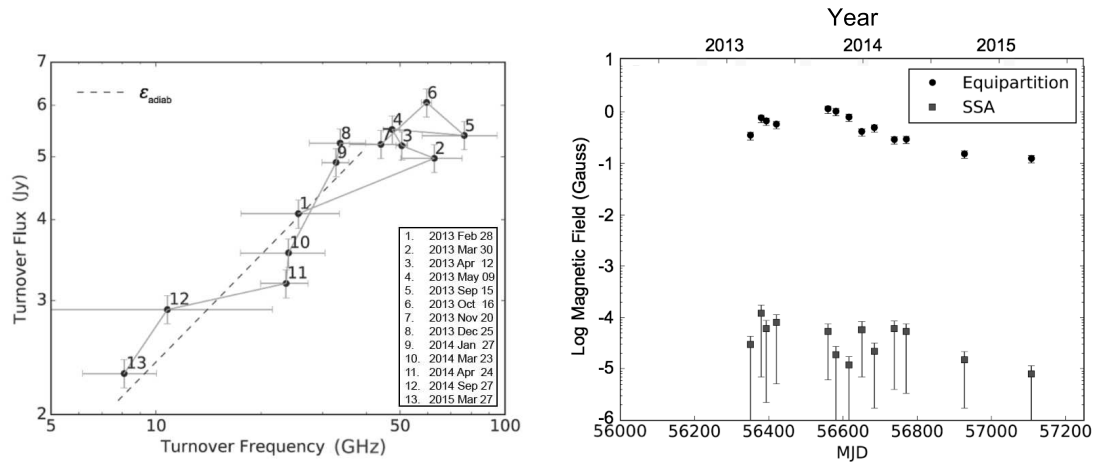 7
6
5
4
3
2
5
10
50
100
Turnover Flux (Jy)
Turnover Frequency (GHz)
ε adiab
1
2
3
4
5
6
7
8
9
10
11
12
13
1. 2013 Feb 28
2. 2013 Mar 30
3. 2013 Apr 12
4. 2013 May 09
5. 2013 Sep 15
6. 2013 Oct 16
7. 2013 Nov 20
8. 2013 Dec 25
9. 2014 Jan 27
10. 2014 Mar 23
11. 2014 Apr 24
12. 2014 Sep 27
13. 2015 Mar 27
Year
2013 2014 2015
1
0
-1
-2
-3
-4
-5
-6
Log Magnetic Field (Gauss)
Equipartition
SSA
56000 56200 56400 56600 56800 57000 57200
MJD